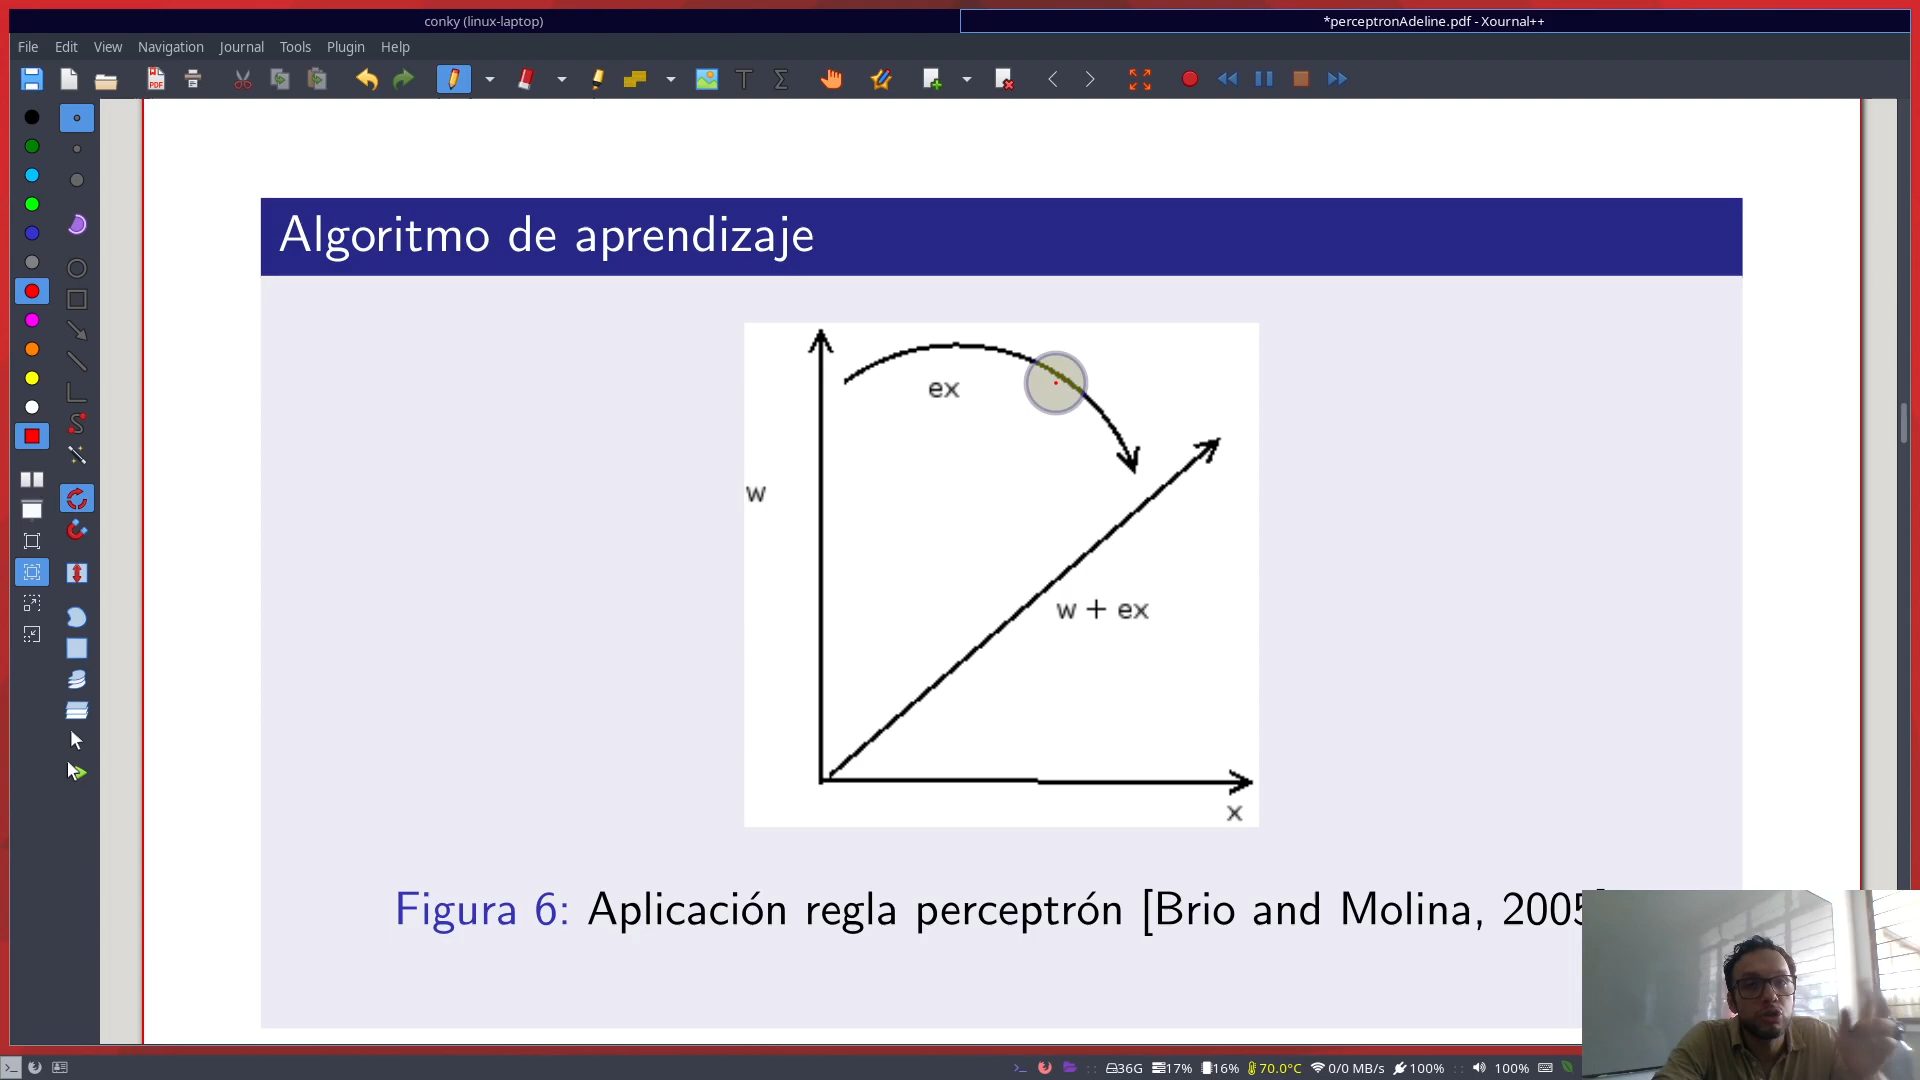 conky (linux-laptop)
*perceptronAdeline.pdf - Xournal++
File Edit View Navigation Journal Tools Plugin Help
Algoritmo de aprendizaje
ex
w
w + ex
x
Figura 6: Aplicación regla perceptrón [Brio and Molina, 2005]
36G 17% 16% 70.0°C 0/0 MB/s 100% 100%